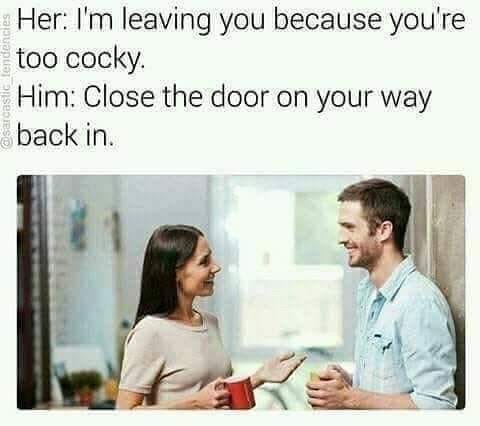 Her: I'm leaving you because you're
too cocky.
Him: Close the door on your way
back in.
@sarcastic_tendencies